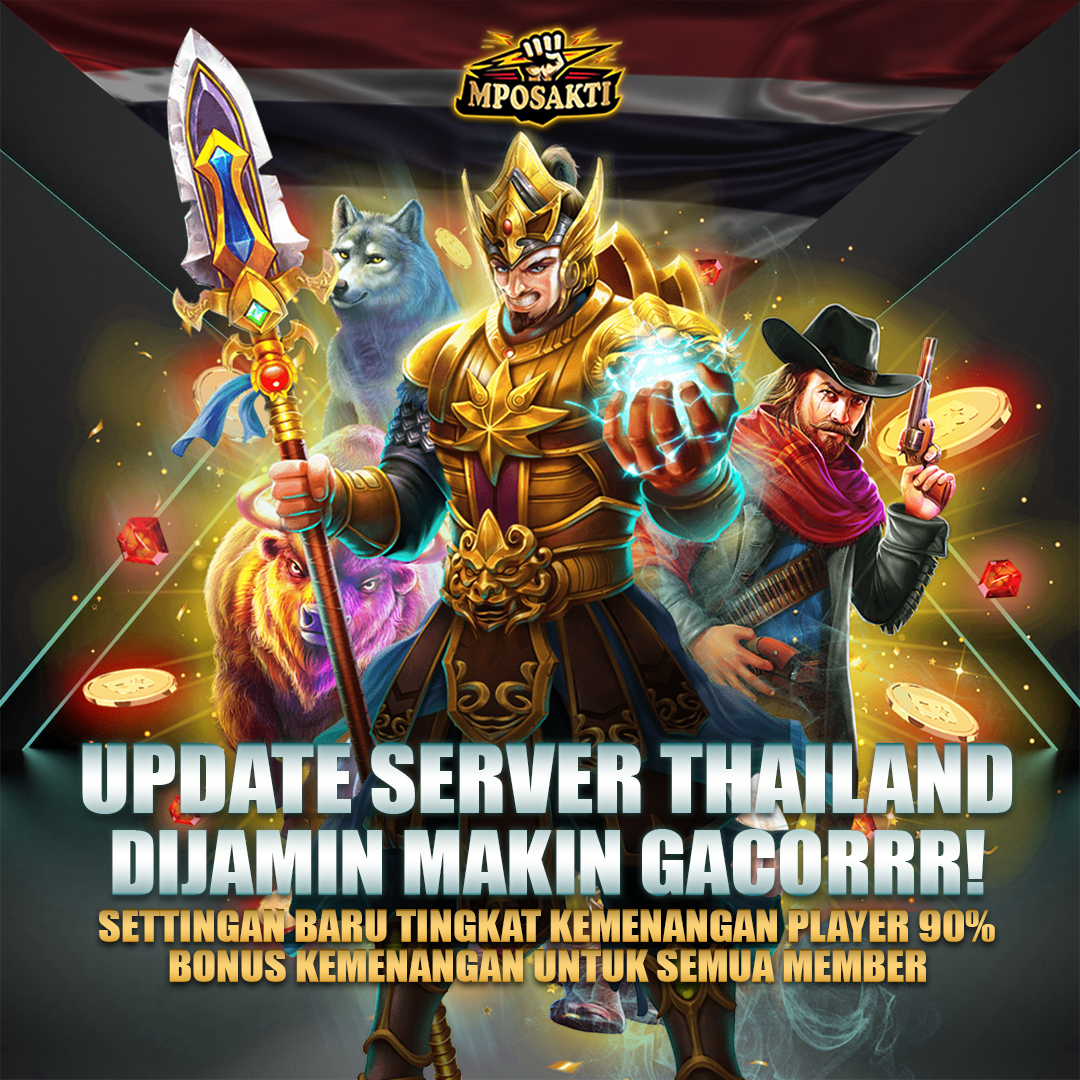 MPOSAKTI
UPDATE SERVER THAILAND
DIJAMIN MAKIN GACORRR!
SETTINGAN BARU TINGKAT KEMENANGAN PLAYER 90%
BONUS KEMENANGAN UNTUK SEMUA MEMBER